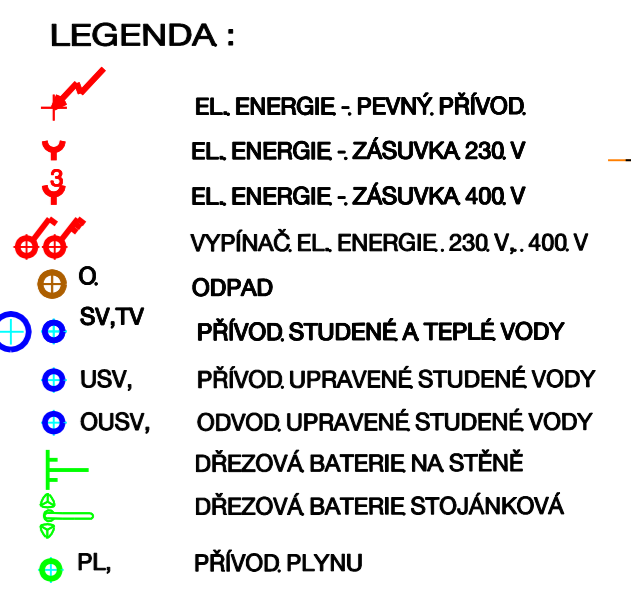 LEGENDA :
EL. ENERGIE - PEVNÝ PŘÍVOD
EL. ENERGIE - ZÁSUVKA 230 V
3 EL. ENERGIE - ZÁSUVKA 400 V
VYPÍNAČ EL. ENERGIE 230 V, 400 V
O. ODPAD
SV,TV PŘÍVOD STUDENÉ A TEPLÉ VODY
USV, PŘÍVOD UPRAVENÉ STUDENÉ VODY
OUSV, ODVOD UPRAVENÉ STUDENÉ VODY
DŘEZOVÁ BATERIE NA STĚNĚ
DŘEZOVÁ BATERIE STOJÁNKOVÁ
PL, PŘÍVOD PLYNU